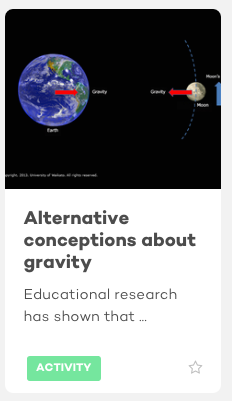 Gravity
Gravity
Moon's
Moon
Earth
opyright. 2013. University of Waikato. All rights reserved.
Alternative
conceptions about
gravity
Educational research
has shown that ...
ACTIVITY